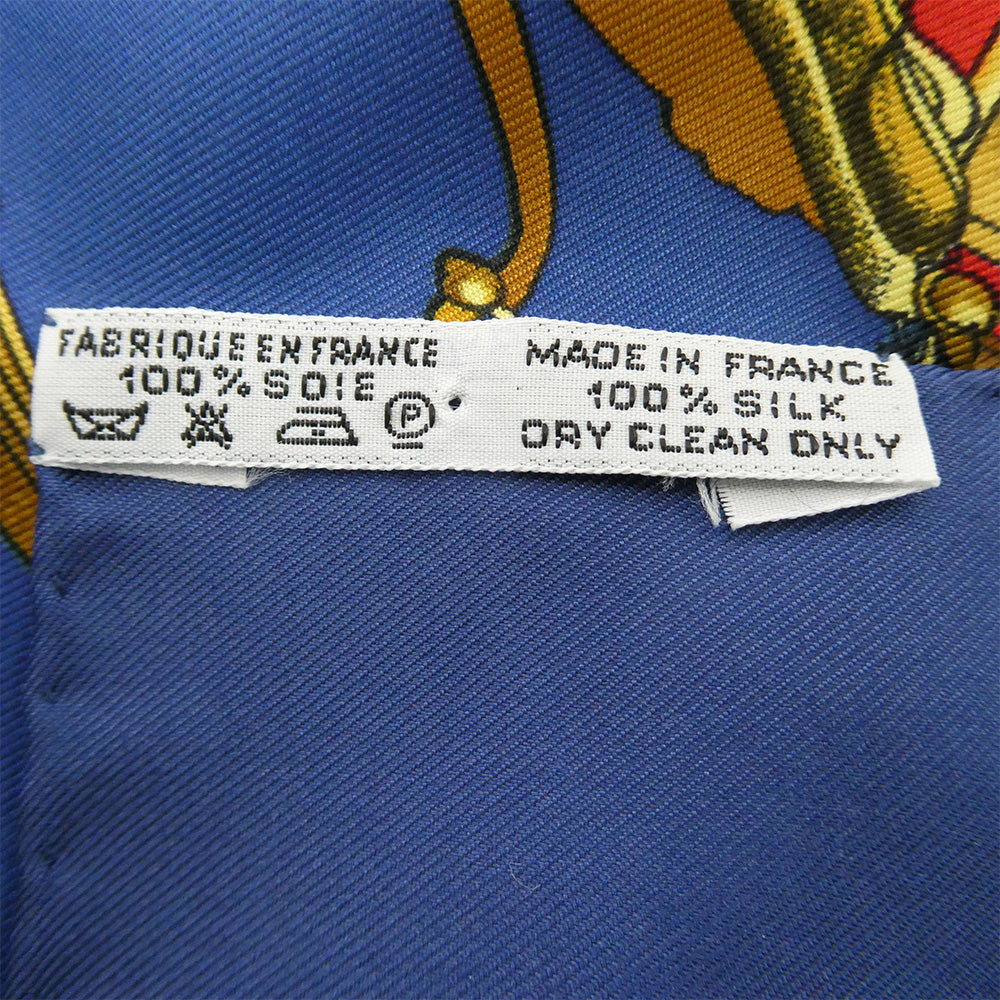 FABRIQUE EN FRANCE
100% SOIE
P
MADE IN FRANCE
100% SILK
DRY CLEAN ONLY